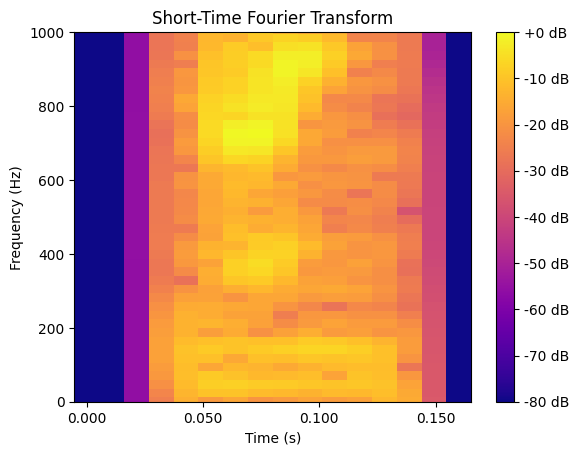 Short-Time Fourier Transform
1000
800
600
400
200
0
Frequency (Hz)
0.000
0.050
0.100
0.150
Time (s)
+0 dB
-10 dB
-20 dB
-30 dB
-40 dB
-50 dB
-60 dB
-70 dB
-80 dB